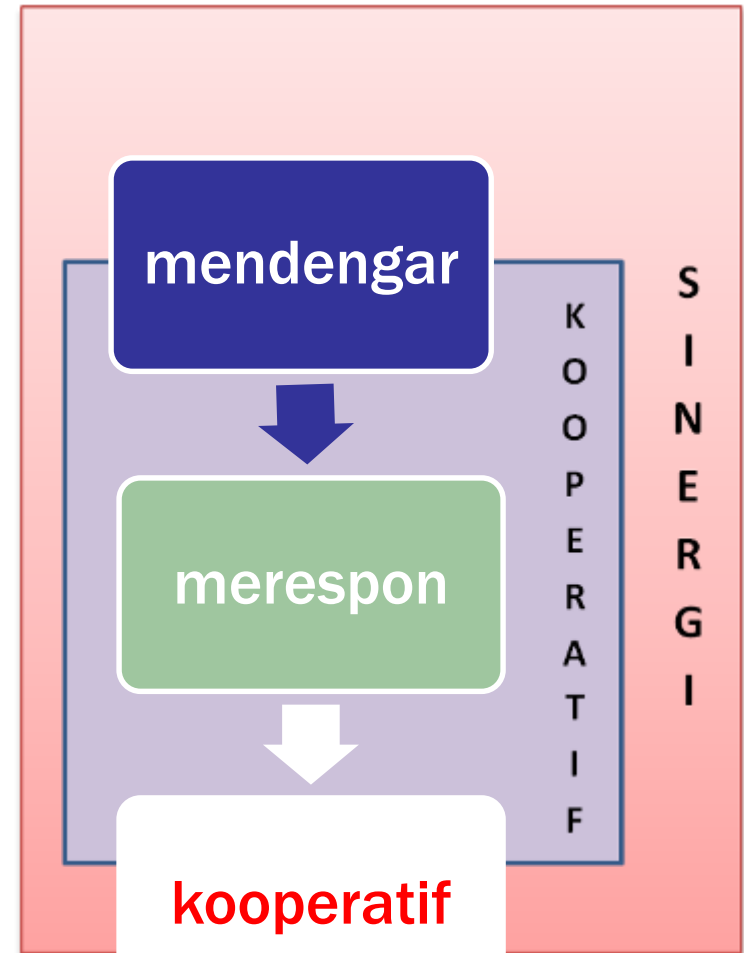 mendengar
merespon
kooperatif
KOOPERATIF
SINERGI